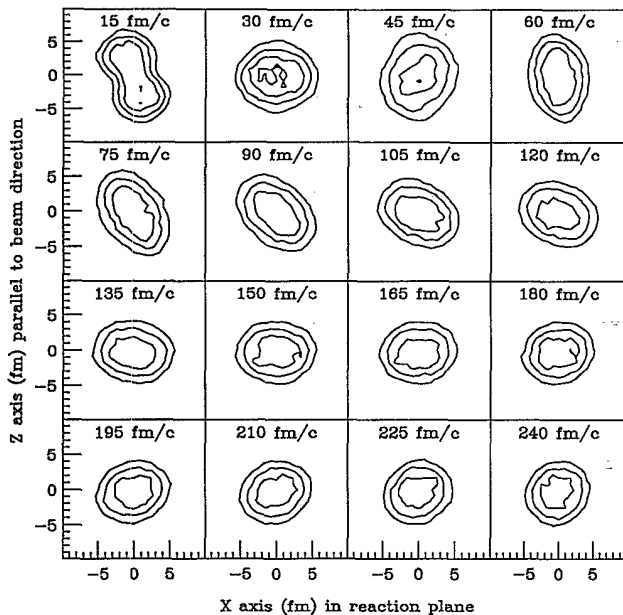 15 fm/c 30 fm/c 45 fm/c 60 fm/c
5
0
−5
75 fm/c 90 fm/c 105 fm/c 120 fm/c
5
0
−5
135 fm/c 150 fm/c 165 fm/c 180 fm/c
5
0
−5
195 fm/c 210 fm/c 225 fm/c 240 fm/c
5
0
−5
−5 0 5 −5 0 5 −5 0 5 −5 0 5
X axis (fm) in reaction plane
Z axis (fm) parallel to beam direction